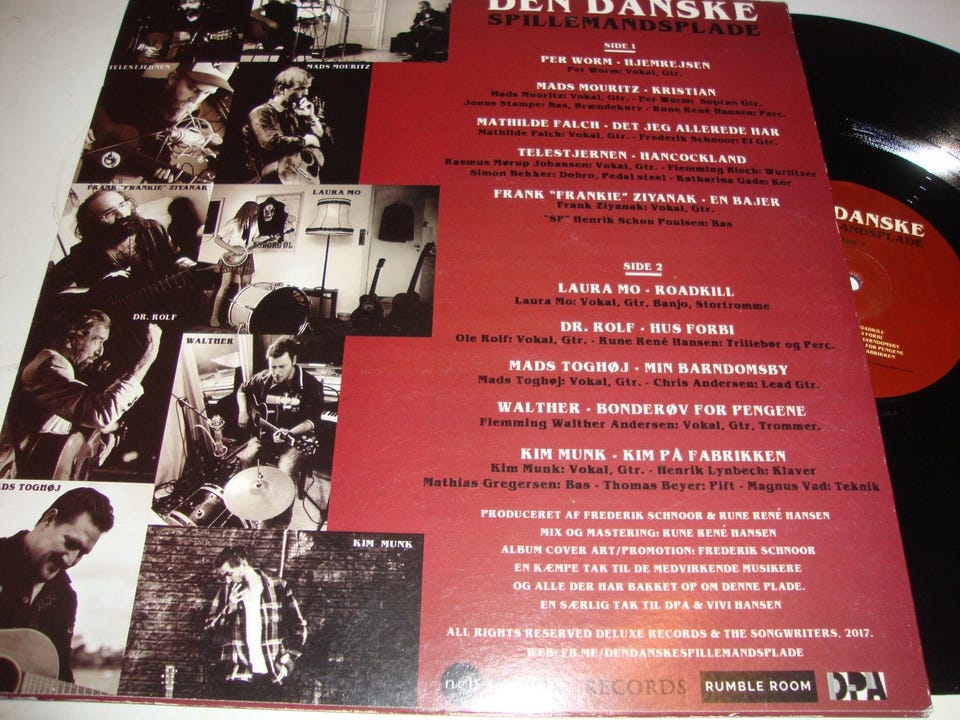 DEN DANSKE
SPILLEMANDSPLADE
SIDE 1
PER WORM - HJEMREJSEN
Per Worm: Vokal, Gtr.
MADS MOURITZ - KRISTIAN
Mads Mouritz: Vokal, Gtr. - Per Worm: Sopran Gtr.
Jonas Stampe: Bas, Brændekurv - Rune René Hansen: Perc.
MATHILDE FALCH - DET JEG ALLEREDE HAR
Mathilde Falch: Vokal, Gtr. - Frederik Schnoor: El Gtr.
TELESTJERNEN - HANCOCKLAND
Rasmus Mørup Johansen: Vokal, Gtr. - Flemming Bloch: Wurlitzer
Simon Bekker: Dobro, Pedal steel - Katharina Gade: Kor
FRANK "FRANKIE" ZIYANAK - EN BAJER
Frank Ziyanak: Vokal, Gtr.
"SF" Henrik Schou Poulsen: Bas
SIDE 2
LAURA MO - ROADKILL
Laura Mo: Vokal, Gtr, Banjo, Stortromme
DR. ROLF - HUS FORBI
Ole Rolf: Vokal, Gtr. - Rune René Hansen: Trillebør og Perc.
MADS TOGHØJ - MIN BARNDOMSBY
Mads Toghøj: Vokal, Gtr. - Chris Andersen: Lead Gtr.
WALTHER - BONDERØV FOR PENGENE
Flemming Walther Andersen: Vokal, Gtr, Trommer.
KIM MUNK - KIM PÅ FABRIKKEN
Kim Munk: Vokal, Gtr. - Henrik Lynbech: Klaver
Mathias Gregersen: Bas - Thomas Beyer: Pift - Magnus Vad: Teknik
PRODUCERET AF FREDERIK SCHNOOR & RUNE RENÉ HANSEN
MIX OG MASTERING: RUNE RENÉ HANSEN
ALBUM COVER ART/PROMOTION: FREDERIK SCHNOOR
EN KÆMPE TAK TIL DE MEDVIRKENDE MUSIKERE
OG ALLE DER HAR BAKKET OP OM DENNE PLADE.
EN SÆRLIG TAK TIL DPA & VIVI HANSEN
ALL RIGHTS RESERVED DELUXE RECORDS & THE SONGWRITERS, 2017.
WEB: FB.ME/DENDANSKESPILLEMANDSPLADE
RECORDS
RUMBLE ROOM
DPA
TELESTJERNEN
MADS MOURITZ
FRANK "FRANKIE" ZIYANAK
LAURA MO
DR. ROLF
WALTHER
ADS TOGHØJ
KIM MUNK
DANSKE
MANDSPLADE
ROADKILL
FORBI
BARNDOMSBY
FOR PENGENE
FABRIKKEN